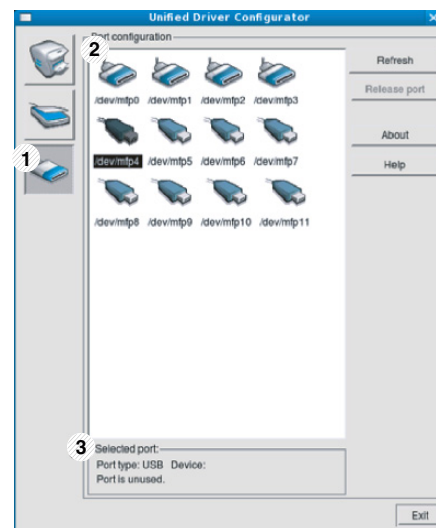 Unified Driver Configurator
Port configuration
2
/dev/mfp0 /dev/mfp1 /dev/mfp2 /dev/mfp3
Refresh
Release port
1
/dev/mfp4 /dev/mfp5 /dev/mfp6 /dev/mfp7
About
Help
/dev/mfp8 /dev/mfp9 /dev/mfp10 /dev/mfp11
3
Selected port:
Port type: USB Device:
Port is unused.
Exit